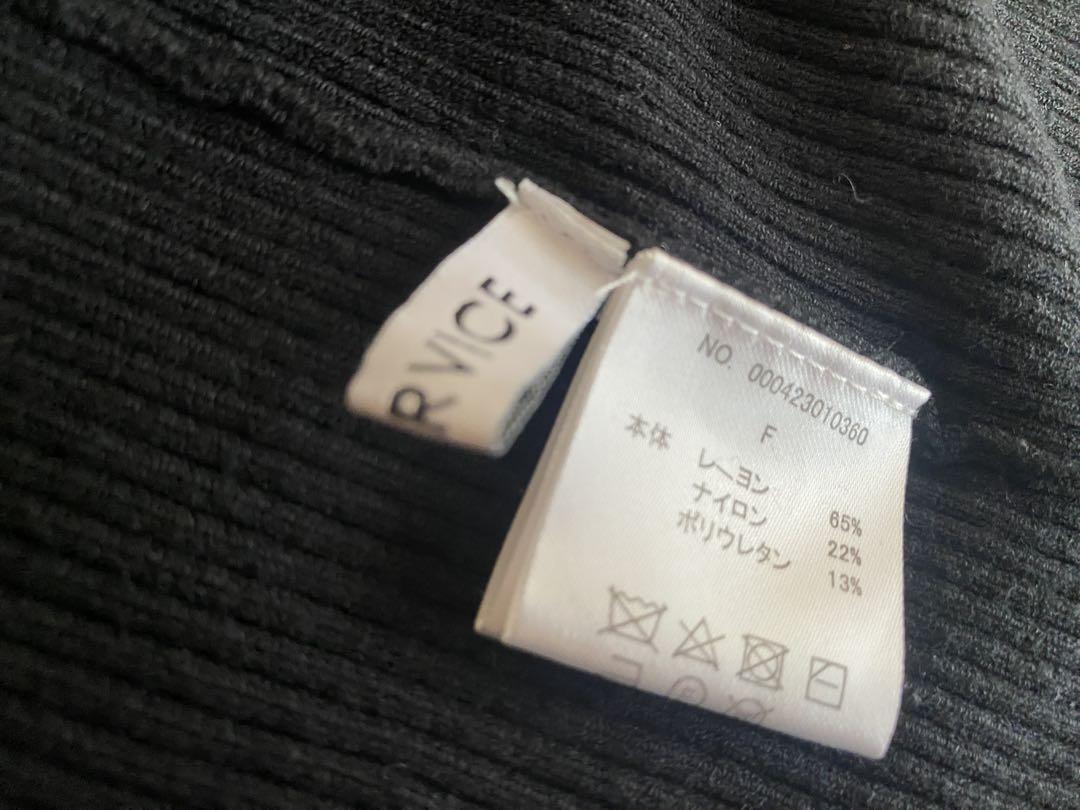 RVICE
NO. 000423010360
F
本体 レーヨン 65%
ナイロン 22%
ポリウレタン 13%